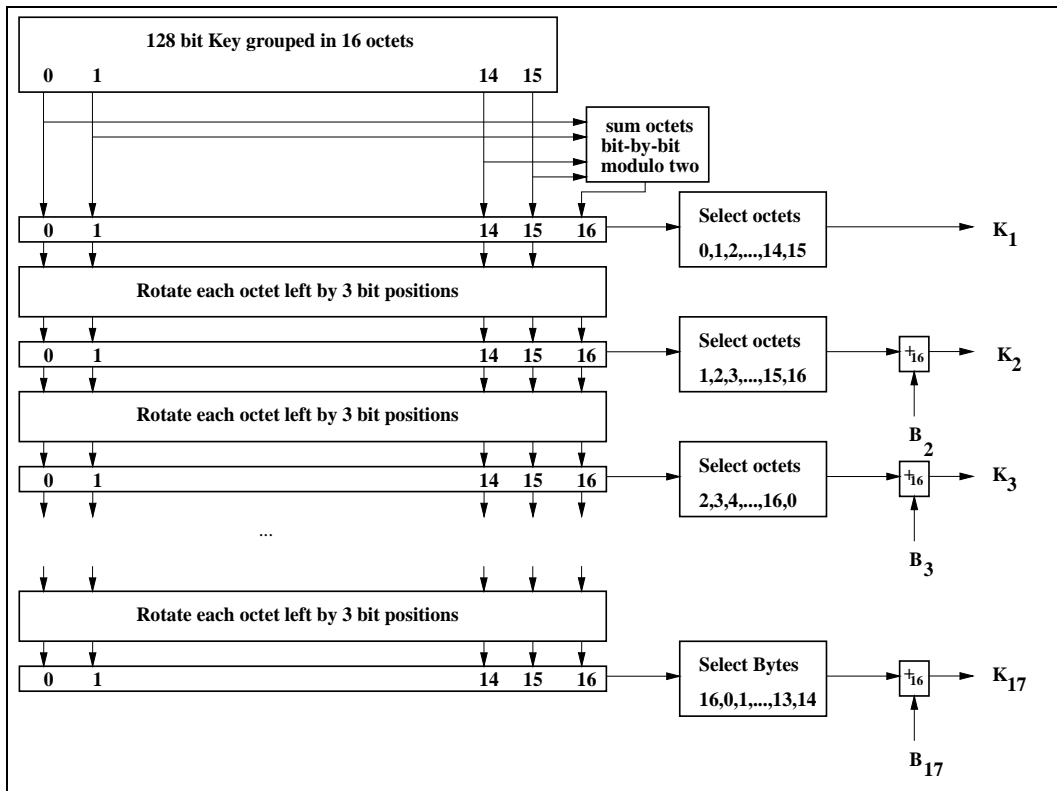 128 bit Key grouped in 16 octets
0 1 14 15
sum octets
bit-by-bit
modulo two
0 1 14 15 16
Select octets
0,1,2,...,14,15
K1
Rotate each octet left by 3 bit positions
0 1 14 15 16
Select octets
1,2,3,...,15,16
+16
K2
B2
Rotate each octet left by 3 bit positions
0 1 14 15 16
Select octets
2,3,4,...,16,0
+16
K3
B3
...
Rotate each octet left by 3 bit positions
0 1 14 15 16
Select Bytes
16,0,1,...,13,14
+16
K17
B17